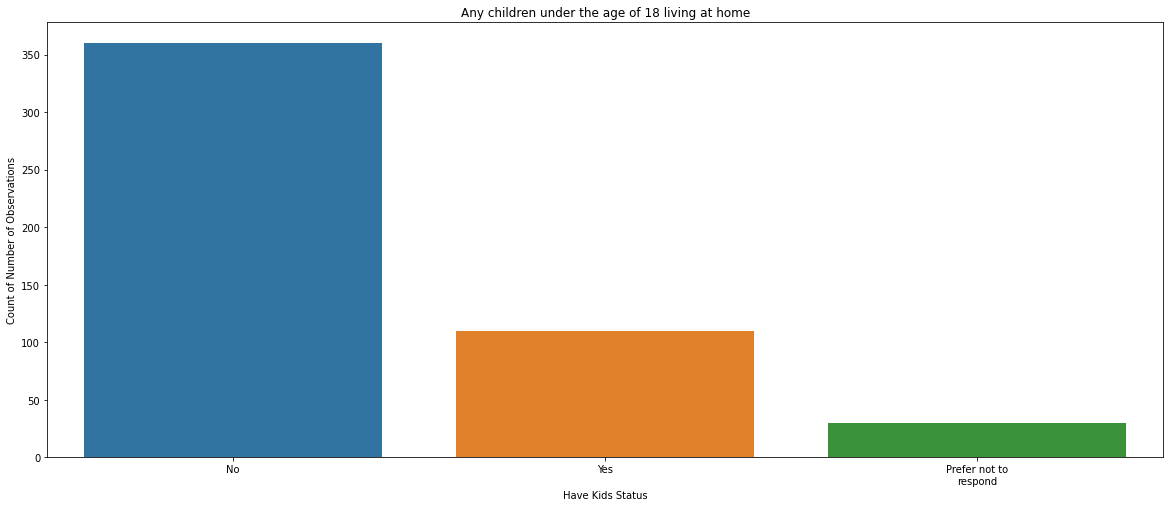 Any children under the age of 18 living at home
Count of Number of Observations
350
300
250
200
150
100
50
0
No
Yes
Prefer not to
respond
Have Kids Status